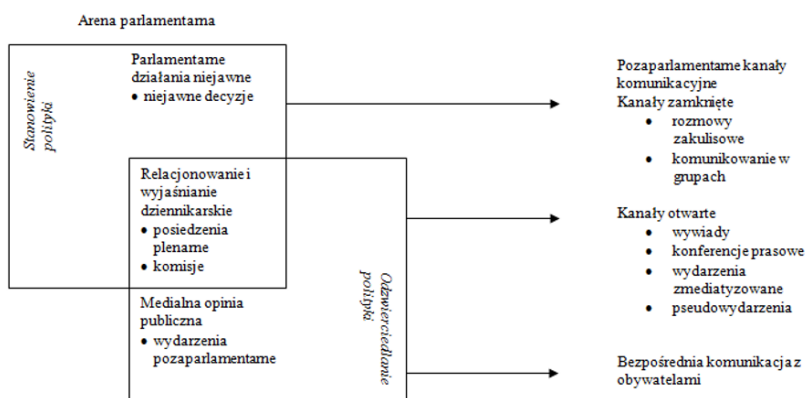 Arena parlamentarna
Stanowienie
polityki
Parlamentarne
działania niejawne
• niejawne decyzje
Relacjonowanie i
wyjaśnianie
dziennikarskie
• posiedzenia
plenarne
• komisje
Medialna opinia
publiczna
• wydarzenia
pozaparlamentarne
Odzwierciedlanie
polityki
Pozaparlamentarne kanały
komunikacyjne
Kanały zamknięte
• rozmowy
zakulisowe
• komunikowanie w
grupach
Kanały otwarte
• wywiady
• konferencje prasowe
• wydarzenia
zmediatyzowane
• pseudowydarzenia
Bezpośrednia komunikacja z
obywatelami